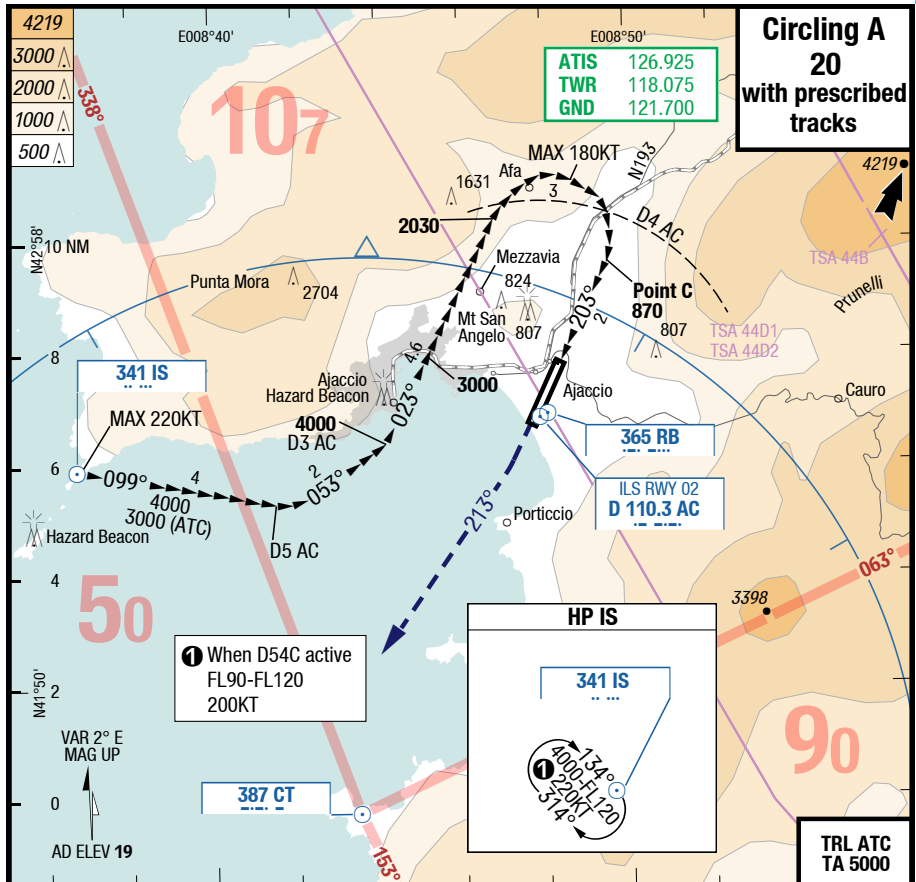 4219
3000
2000
1000
500
E008°40'
E008°50'
ATIS 126.925
TWR 118.075
GND 121.700
Circling A
20
with prescribed
tracks
338°
107
MAX 180KT
Afa
1631
3
N193
4219
2030
D4 AC
TSA 44B
N42°58'
10 NM
Mezzavia
Punta Mora
2704
824
Point C
870
Prunelli
Mt San
Angelo
807
203°
2
807
TSA 44D1
TSA 44D2
8
4.6
3000
341 IS
Ajaccio
Hazard Beacon
Ajaccio
Cauro
MAX 220KT
4000
D3 AC
023°
365 RB
6
099°
4
4000
3000 (ATC)
2
053°
ILS RWY 02
D 110.3 AC
213°
Porticcio
Hazard Beacon
D5 AC
063°
4
50
3398
HP IS
1 When D54C active
FL90-FL120
200KT
341 IS
N41°50'
2
90
VAR 2° E
MAG UP
134°
4000-FL120
1 220KT
314°
0
387 CT
AD ELEV 19
153°
TRL ATC
TA 5000